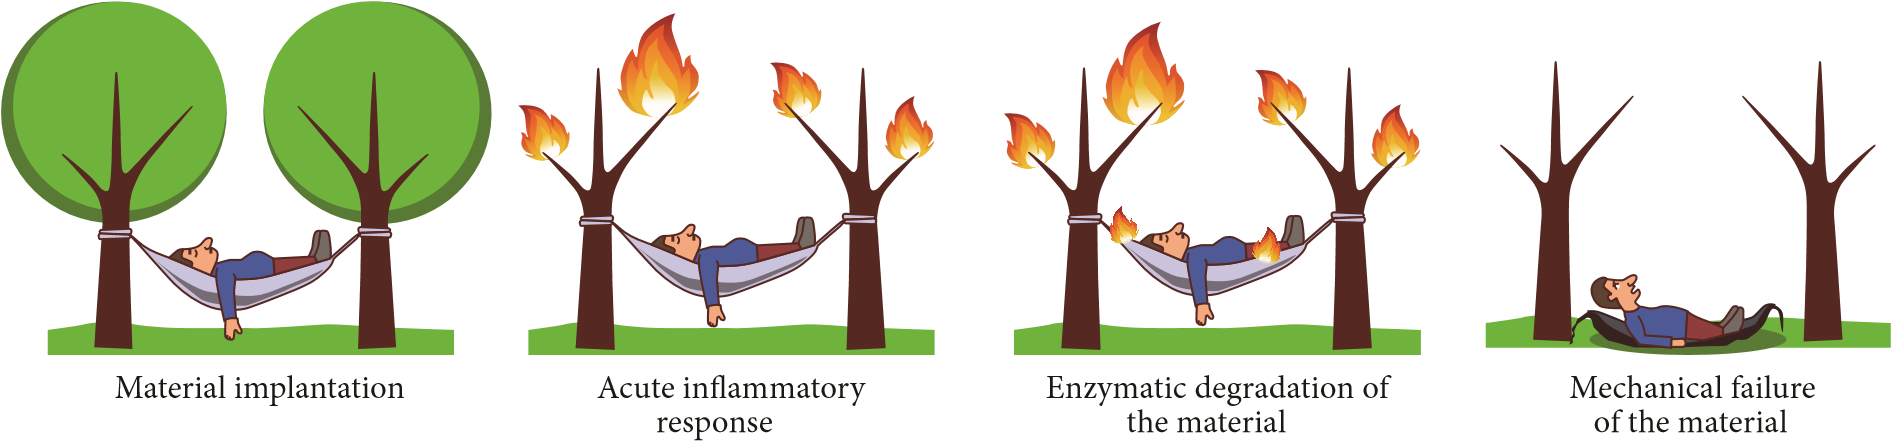 Material implantation
Acute inflammatory
response
Enzymatic degradation of
the material
Mechanical failure
of the material